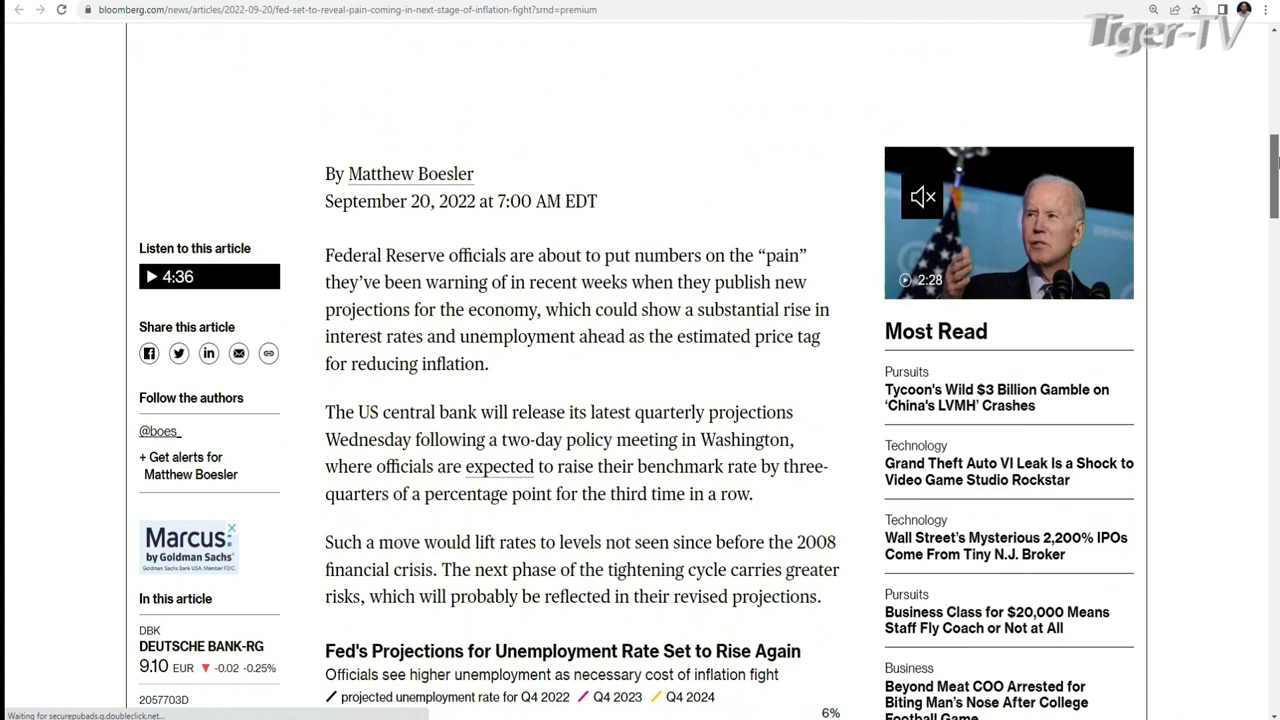 bloomberg.com/news/articles/2022-09-20/fed-set-to-reveal-pain-coming-in-next-stage-of-inflation-fight?srnd=premium
Tiger-TV
By Matthew Boesler
September 20, 2022 at 7:00 AM EDT
Listen to this article
4:36
Share this article
Follow the authors
@boes_
+ Get alerts for
Matthew Boesler
Marcus:
by Goldman Sachs®
Goldman Sachs Bank USA. Member FDIC.
In this article
DBK
DEUTSCHE BANK-RG
9.10 EUR ▼ -0.02 -0.25%
2057703D
Federal Reserve officials are about to put numbers on the “pain”
they’ve been warning of in recent weeks when they publish new
projections for the economy, which could show a substantial rise in
interest rates and unemployment ahead as the estimated price tag
for reducing inflation.
The US central bank will release its latest quarterly projections
Wednesday following a two-day policy meeting in Washington,
where officials are expected to raise their benchmark rate by three-
quarters of a percentage point for the third time in a row.
Such a move would lift rates to levels not seen since before the 2008
financial crisis. The next phase of the tightening cycle carries greater
risks, which will probably be reflected in their revised projections.
Fed's Projections for Unemployment Rate Set to Rise Again
Officials see higher unemployment as necessary cost of inflation fight
projected unemployment rate for Q4 2022 Q4 2023 Q4 2024
6%
2:28
Most Read
Pursuits
Tycoon's Wild $3 Billion Gamble on
‘China's LVMH’ Crashes
Technology
Grand Theft Auto VI Leak Is a Shock to
Video Game Studio Rockstar
Technology
Wall Street’s Mysterious 2,200% IPOs
Come From Tiny N.J. Broker
Pursuits
Business Class for $20,000 Means
Staff Fly Coach or Not at All
Business
Beyond Meat COO Arrested for
Biting Man’s Nose After College
Football Game
Waiting for securepubads.g.doubleclick.net...